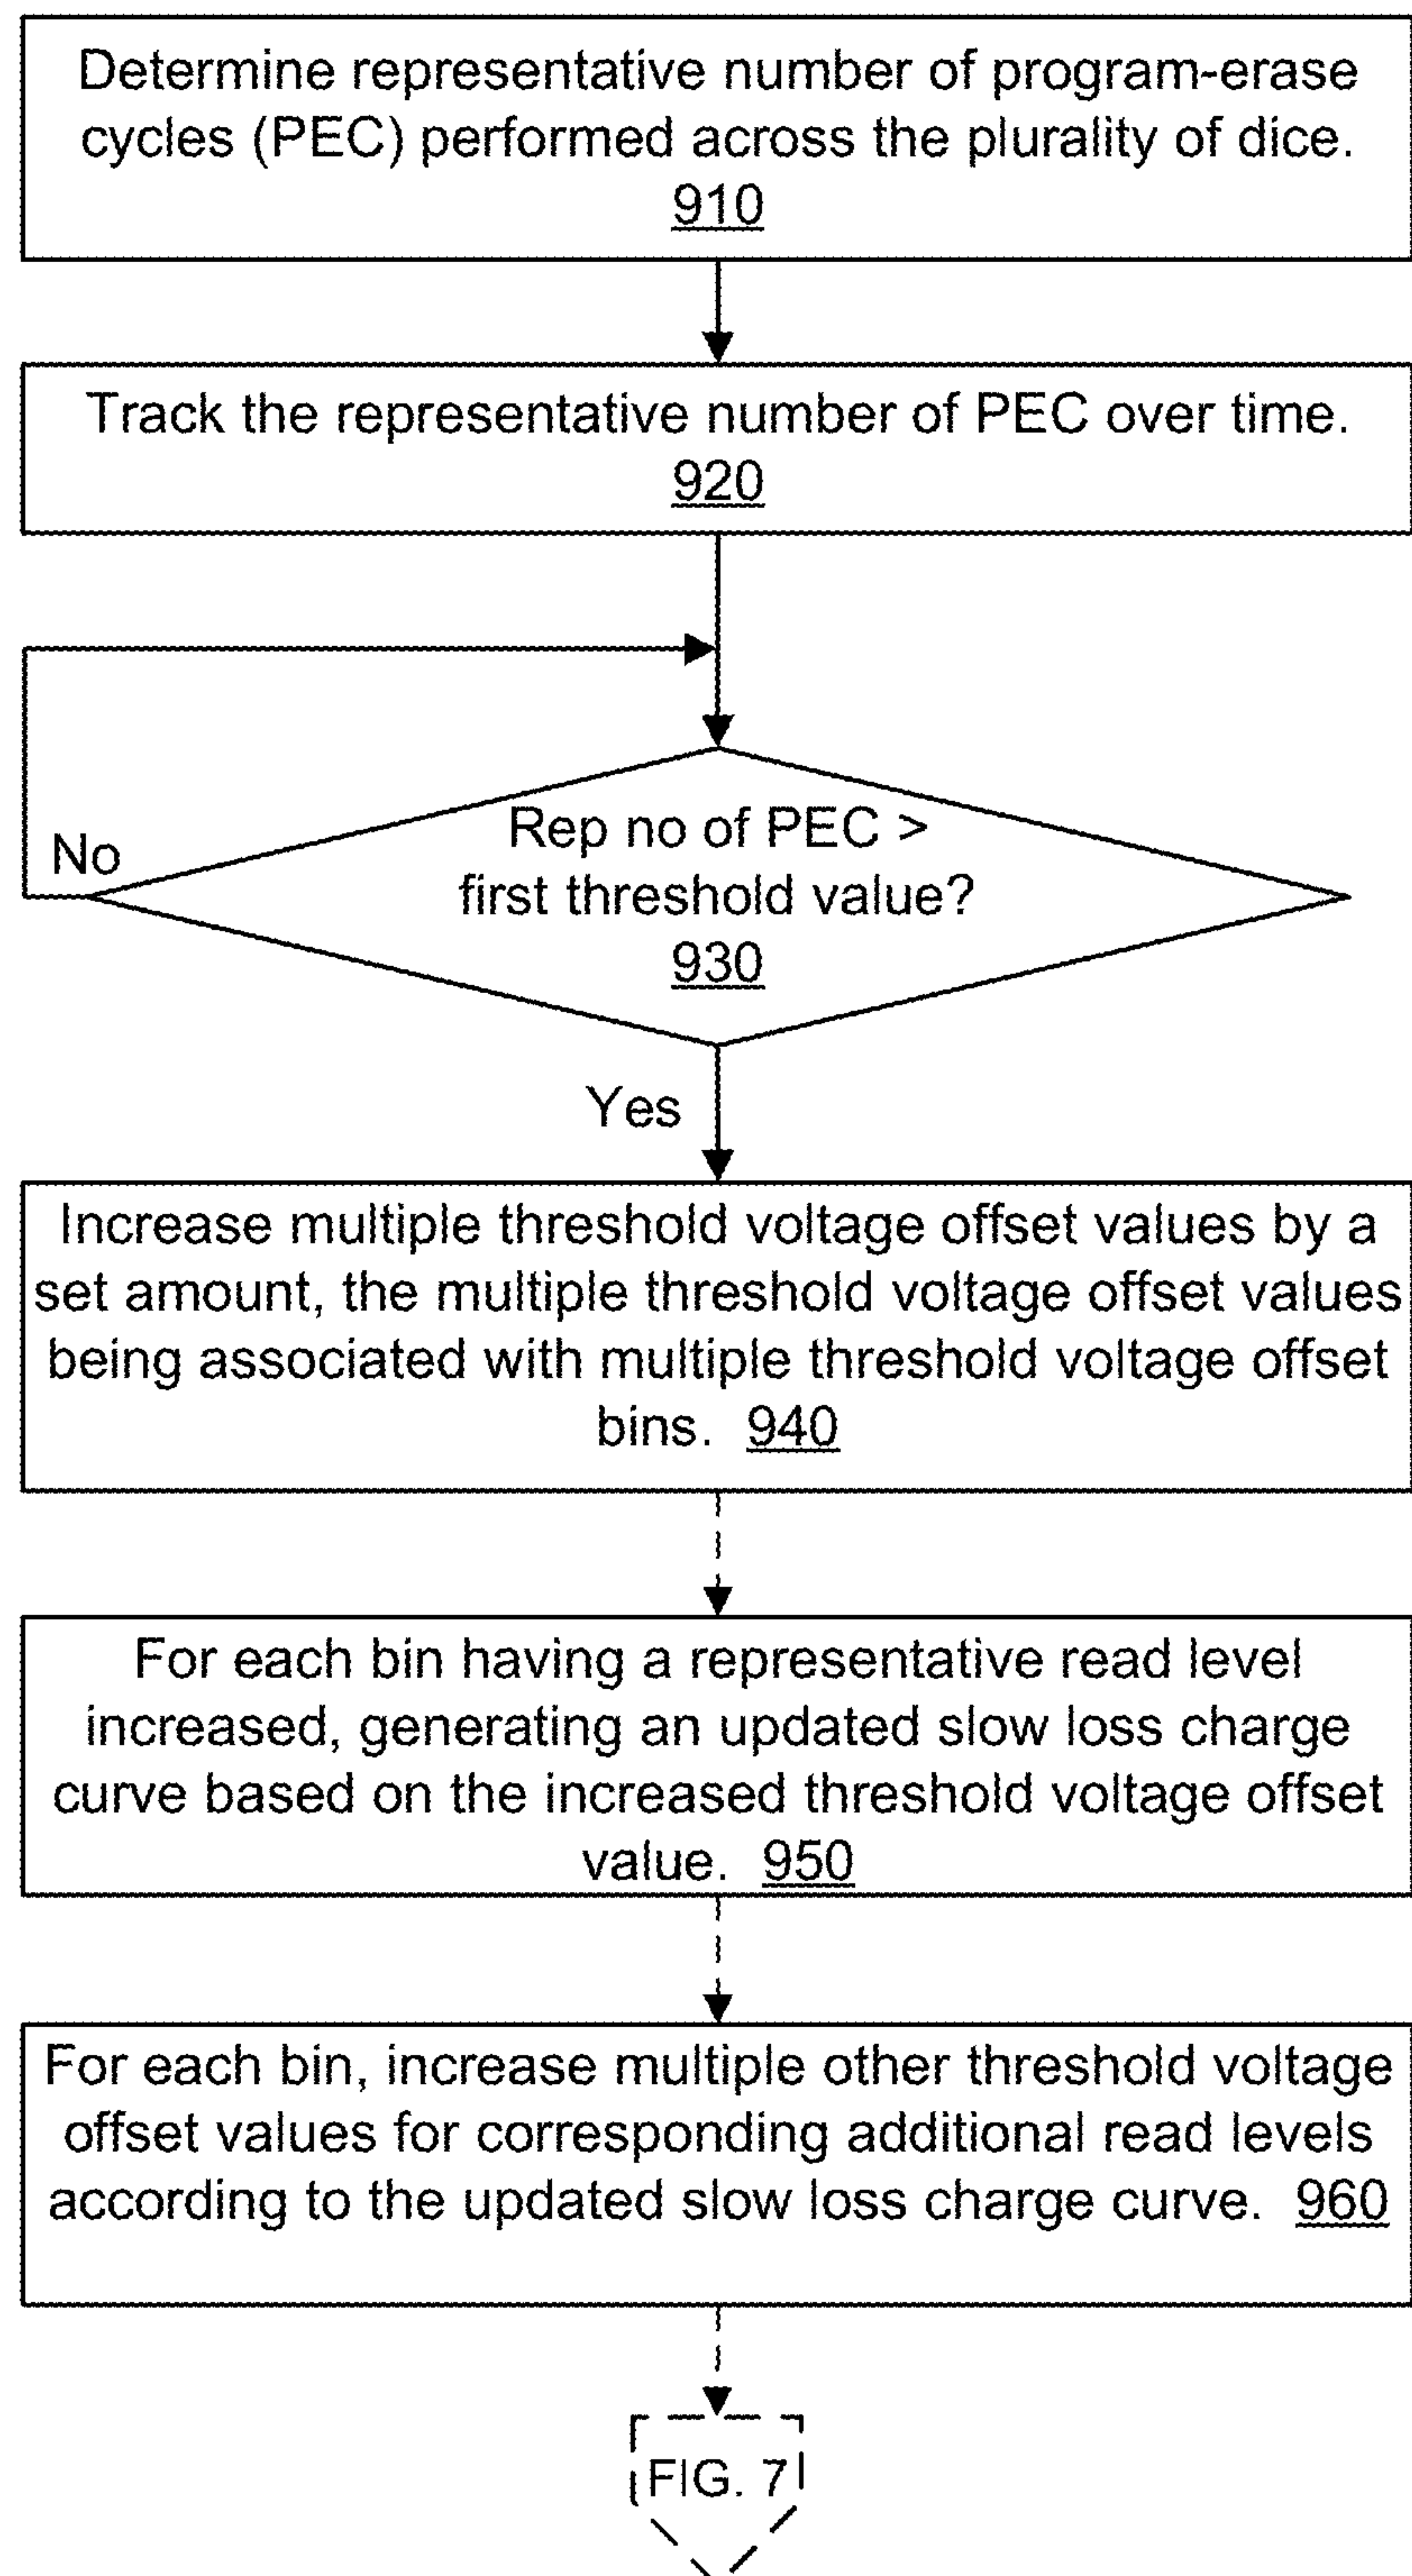 Determine representative number of program-erase
cycles (PEC) performed across the plurality of dice.
910
Track the representative number of PEC over time.
920
Rep no of PEC >
first threshold value?
930
No
Yes
Increase multiple threshold voltage offset values by a
set amount, the multiple threshold voltage offset values
being associated with multiple threshold voltage offset
bins. 940
For each bin having a representative read level
increased, generating an updated slow loss charge
curve based on the increased threshold voltage offset
value. 950
For each bin, increase multiple other threshold voltage
offset values for corresponding additional read levels
according to the updated slow loss charge curve. 960
FIG. 7